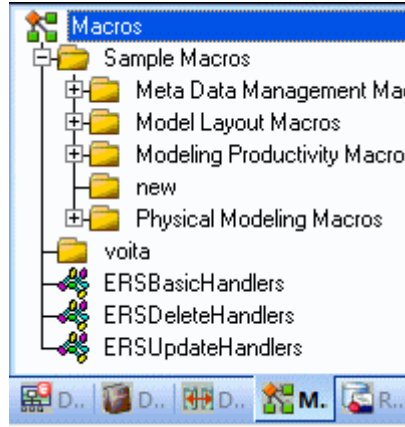 Macros
Sample Macros
Meta Data Management Mac
Model Layout Macros
Modeling Productivity Macro
new
Physical Modeling Macros
voita
ERSBasicHandlers
ERSDeleteHandlers
ERSUpdateHandlers
D.. D.. D.. M. R..